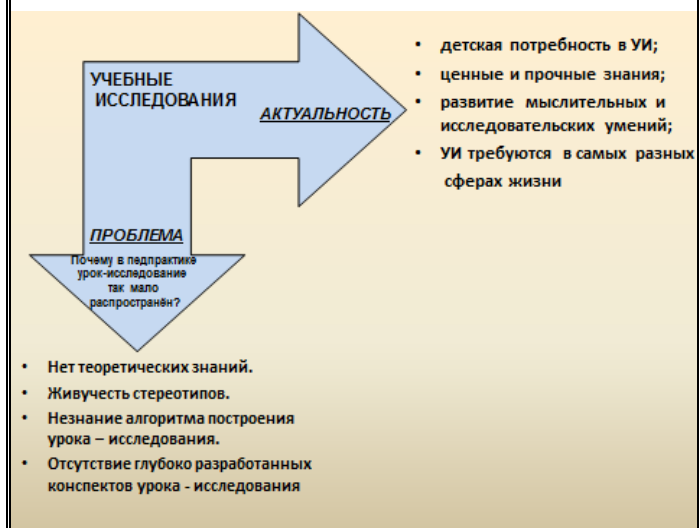 УЧЕБНЫЕ
ИССЛЕДОВАНИЯ
АКТУАЛЬНОСТЬ
• детская потребность в УИ;
• ценные и прочные знания;
• развитие мыслительных и
исследовательских умений;
• УИ требуются в самых разных
сферах жизни
ПРОБЛЕМА
Почему в педпрактике
урок-исследование
так мало
распространён?
• Нет теоретических знаний.
• Живучесть стереотипов.
• Незнание алгоритма построения
урока – исследования.
• Отсутствие глубоко разработанных
конспектов урока - исследования